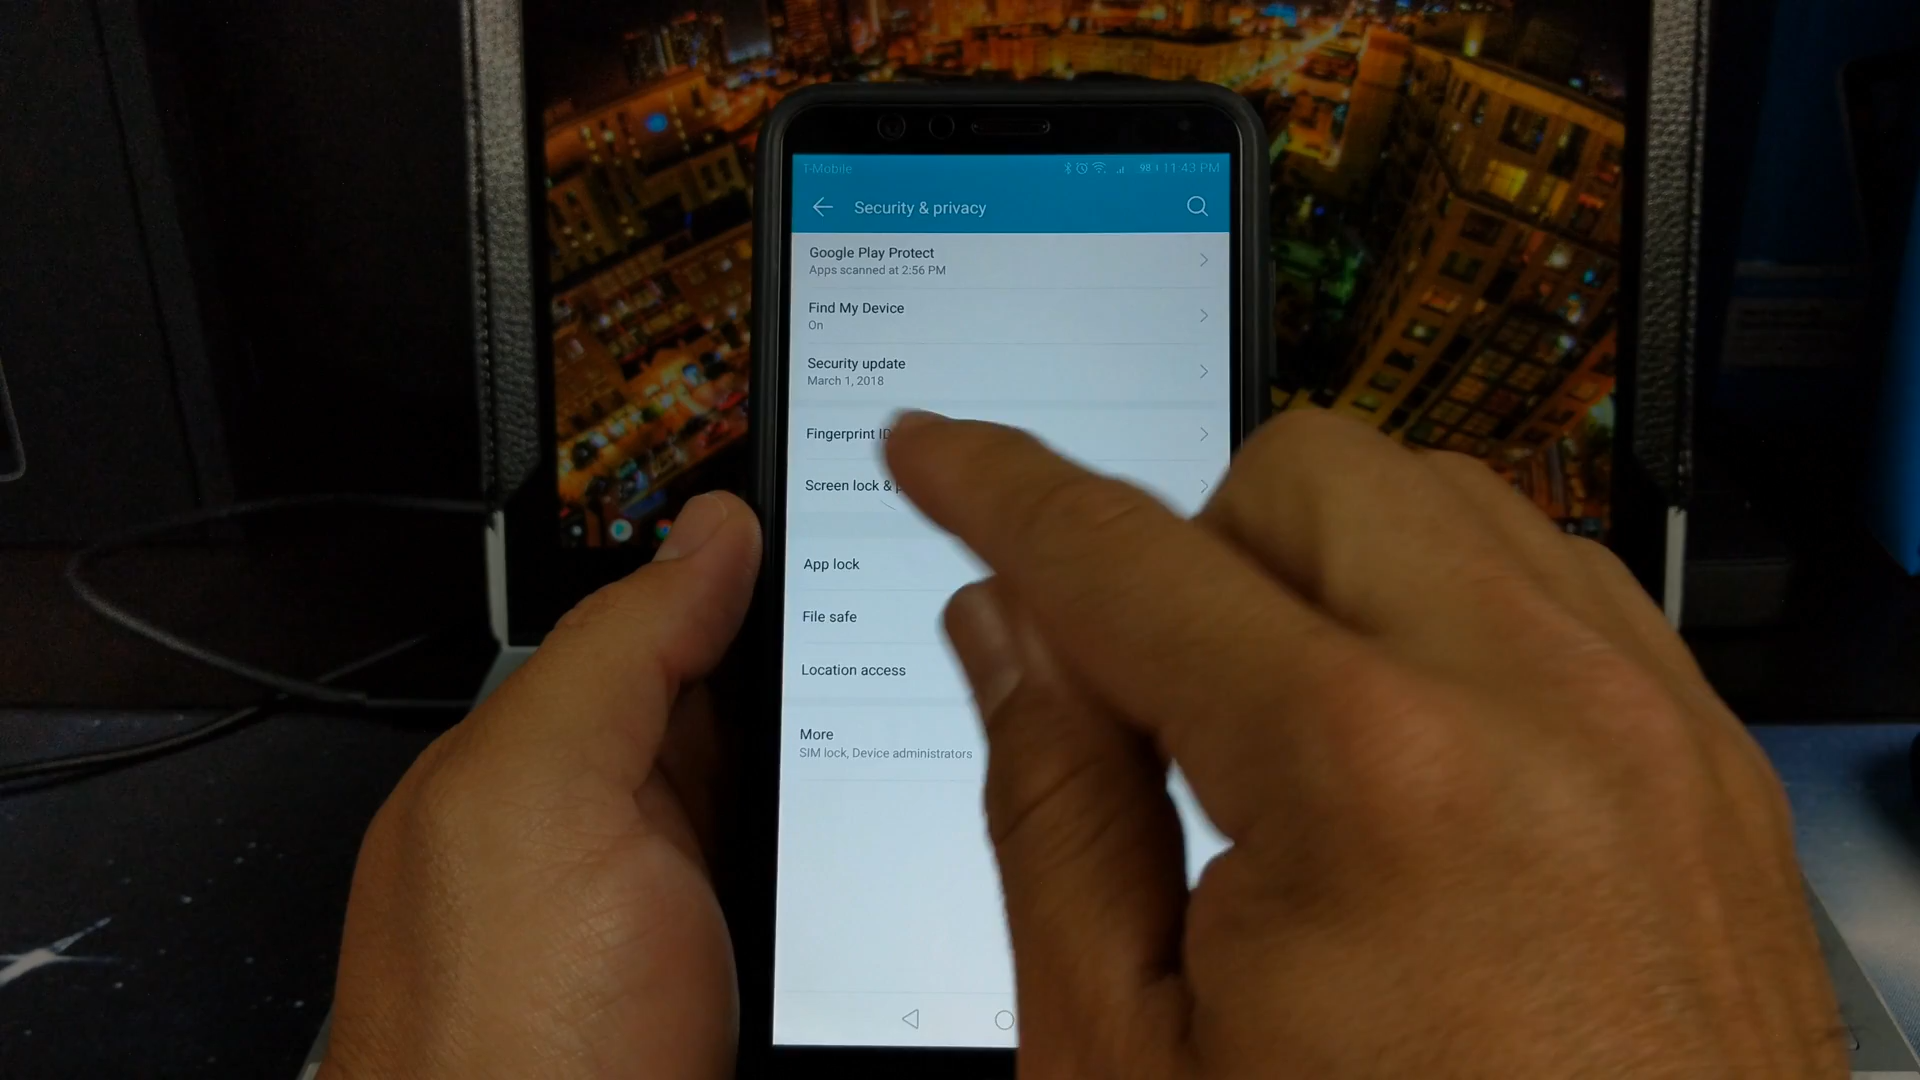 T-Mobile 98 11:43 PM
Security & privacy
Google Play Protect
Apps scanned at 2:56 PM
Find My Device
On
Security update
March 1, 2018
Fingerprint ID
Screen lock &
App lock
File safe
Location access
More
SIM lock, Device administrators